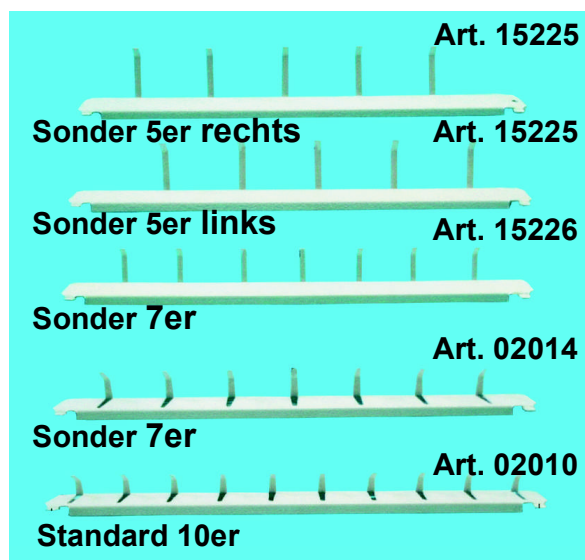 Art. 15225
Sonder 5er rechts
Art. 15225
Sonder 5er links
Art. 15226
Sonder 7er
Art. 02014
Sonder 7er
Art. 02010
Standard 10er